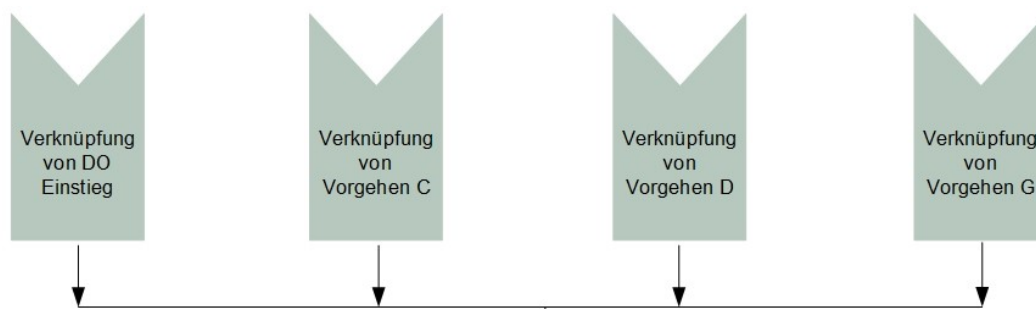 Verknüpfung
von DO
Einstieg
Verknüpfung
von
Vorgehen C
Verknüpfung
von
Vorgehen D
Verknüpfung
von
Vorgehen G